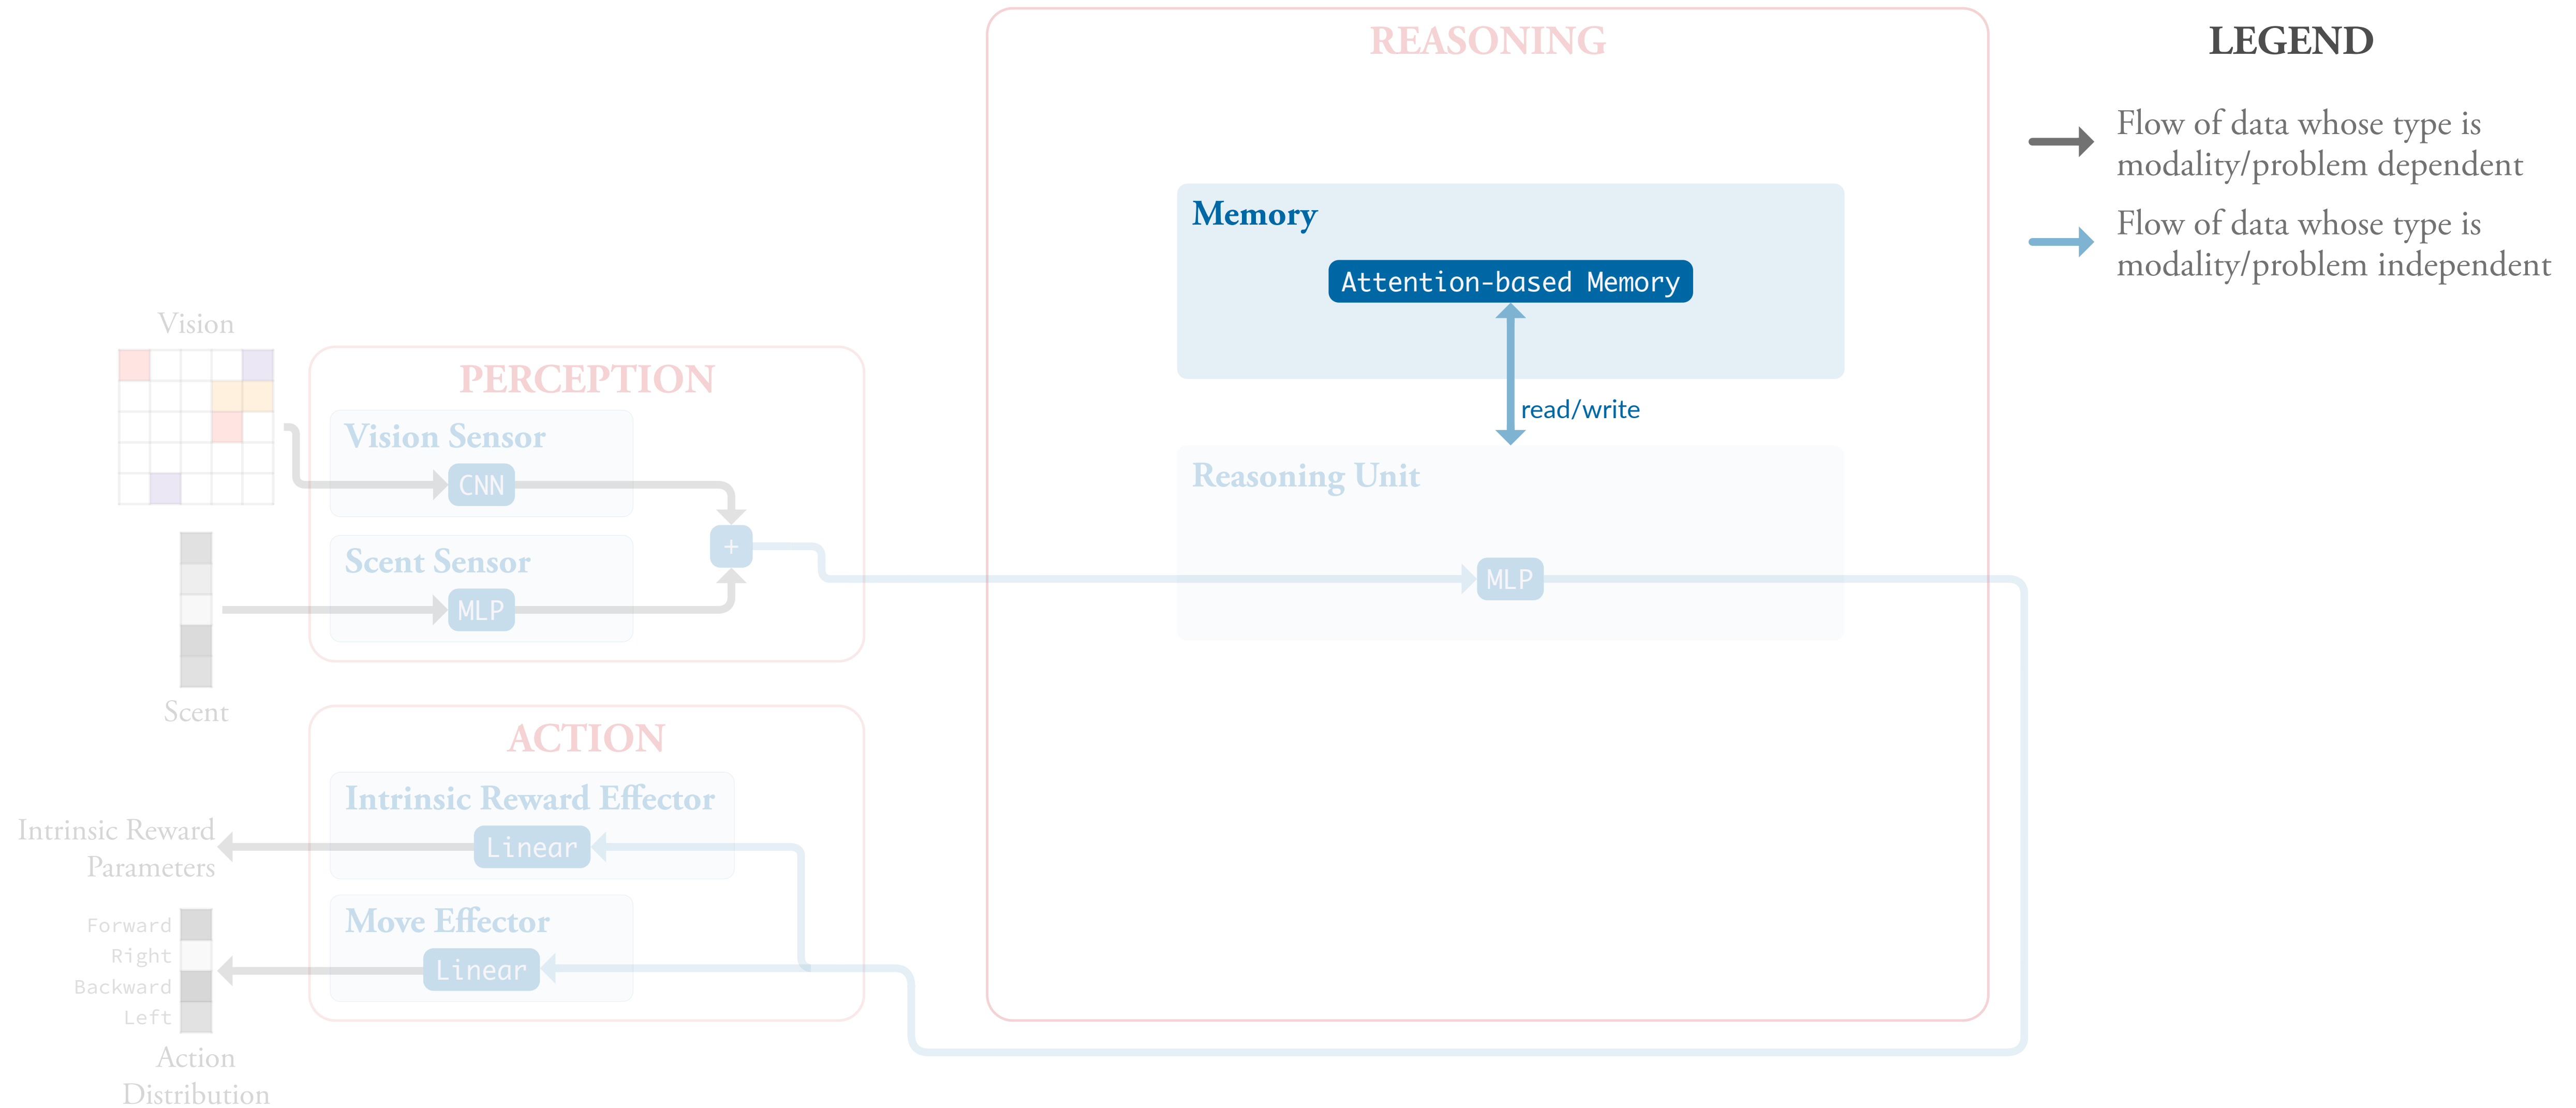 REASONING
LEGEND
Flow of data whose type is
modality/problem dependent
Flow of data whose type is
modality/problem independent
Memory
Attention-based Memory
read/write
Reasoning Unit
MLP
Vision
PERCEPTION
Vision Sensor
CNN
+
Scent Sensor
MLP
Scent
ACTION
Intrinsic Reward Effector
Linear
Intrinsic Reward
Parameters
Move Effector
Linear
Forward
Right
Backward
Left
Action
Distribution